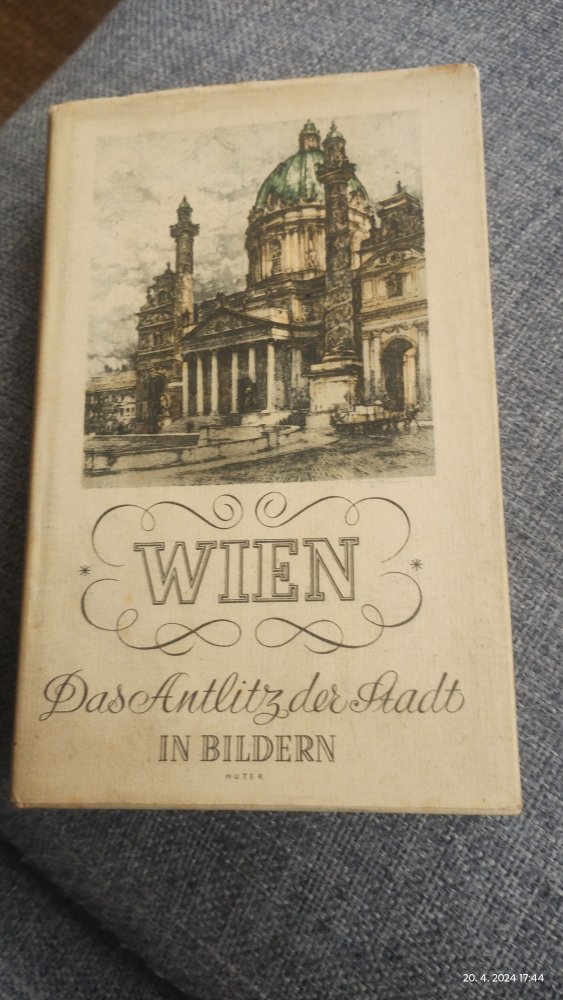 WIEN
Das Antlitz der Stadt
IN BILDERN
HUTER
20. 4. 2024 17:44